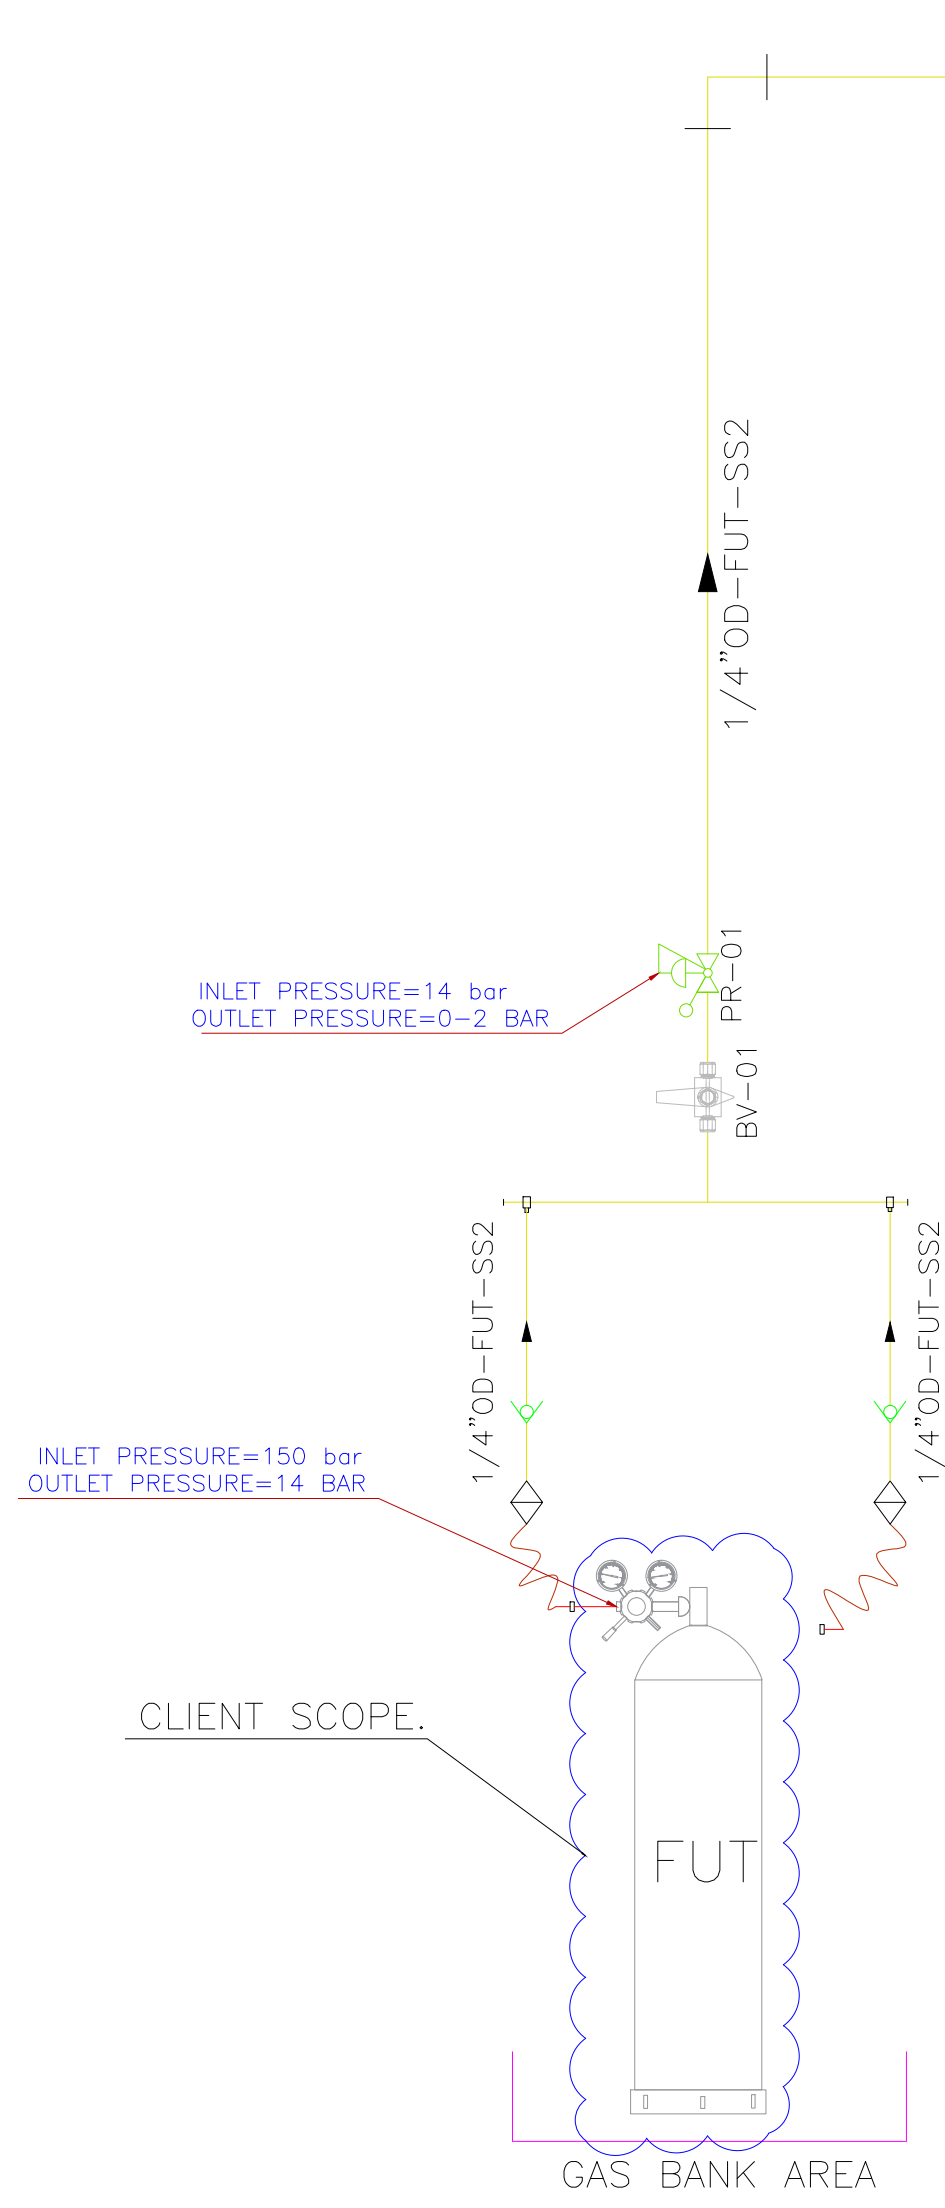 1/4"OD-FUT-SS2
PR-01
INLET PRESSURE=14 bar
OUTLET PRESSURE=0-2 BAR
BV-01
1/4"OD-FUT-SS2
1/4"OD-FUT-SS2
INLET PRESSURE=150 bar
OUTLET PRESSURE=14 BAR
CLIENT SCOPE.
FUT
GAS BANK AREA